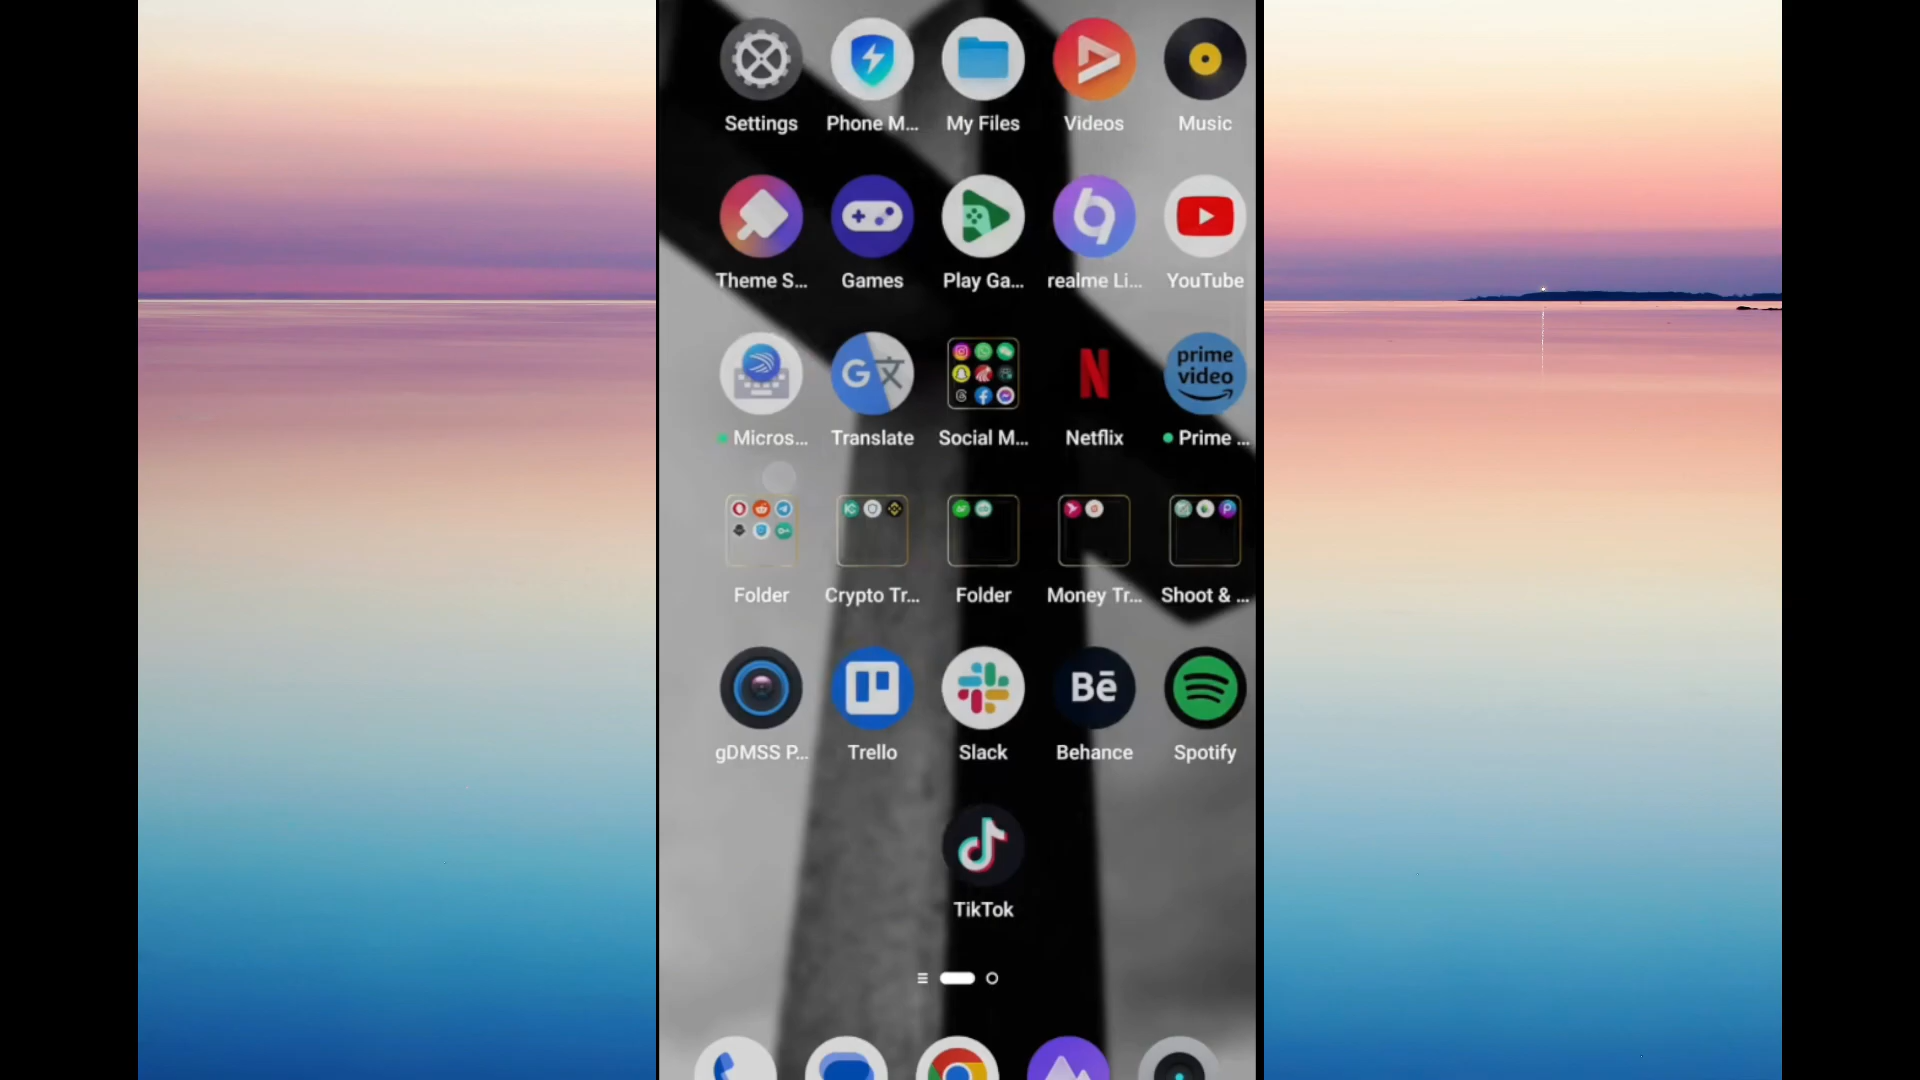 Settings Phone M... My Files Videos Music
Theme S... Games Play Ga... realme Li... YouTube
prime video
Micros... Translate Social M... Netflix Prime ...
Folder Crypto Tr... Folder Money Tr... Shoot & ...
Bē
gDMSS P... Trello Slack Behance Spotify
TikTok